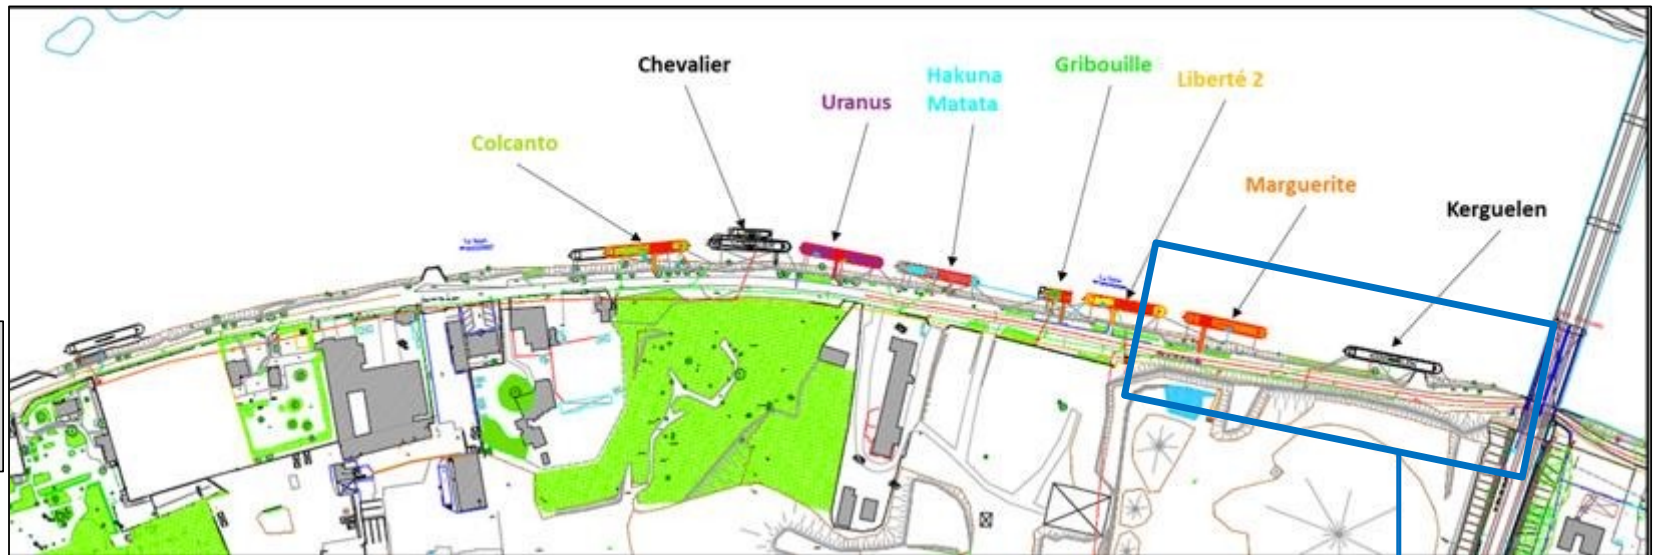 Chevalier
Uranus
Hakuna
Matata
Gribouille
Liberté 2
Colcanto
Marguerite
Kerguelen